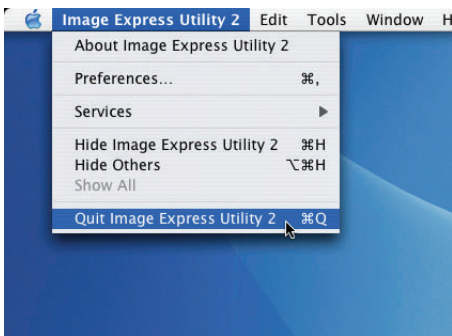 Image Express Utility 2 Edit Tools Window H
About Image Express Utility 2
Preferences... ⌘,
Services
Hide Image Express Utility 2 ⌘H
Hide Others ⌥⌘H
Show All
Quit Image Express Utility 2 ⌘Q